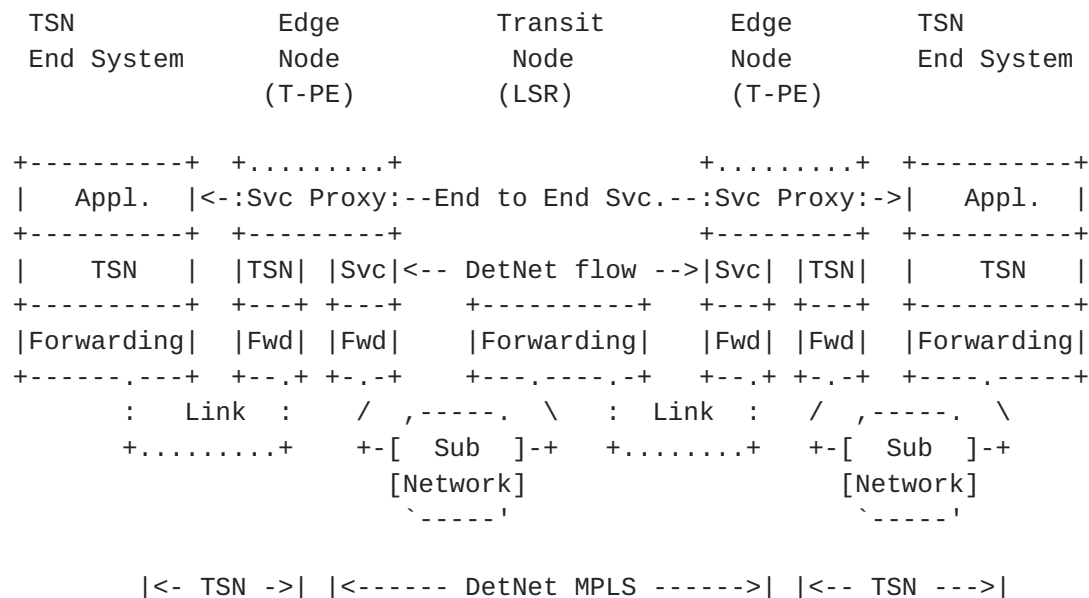 TSN Edge Transit Edge TSN
End System Node Node Node End System
(T-PE) (LSR) (T-PE)
+----------+ +.........+ +.........+ +----------+
| Appl. |<-:Svc Proxy:--End to End Svc.--:Svc Proxy:->| Appl. |
+----------+ +---------+ +---------+ +----------+
| TSN | |TSN| |Svc|<-- DetNet flow -->|Svc| |TSN| | TSN |
+----------+ +---+ +---+ +----------+ +---+ +---+ +----------+
|Forwarding| |Fwd| |Fwd| |Forwarding| |Fwd| |Fwd| |Forwarding|
+------.---+ +--.+ +-.-+ +---.----.-+ +--.+ +-.-+ +----.-----+
: Link : / ,-----. \ : Link : / ,-----. \
+.........+ +-[ Sub ]-+ +........+ +-[ Sub ]-+
[Network] [Network]
`-----' `-----'
|<- TSN ->| |<------ DetNet MPLS ------>| |<-- TSN --->|